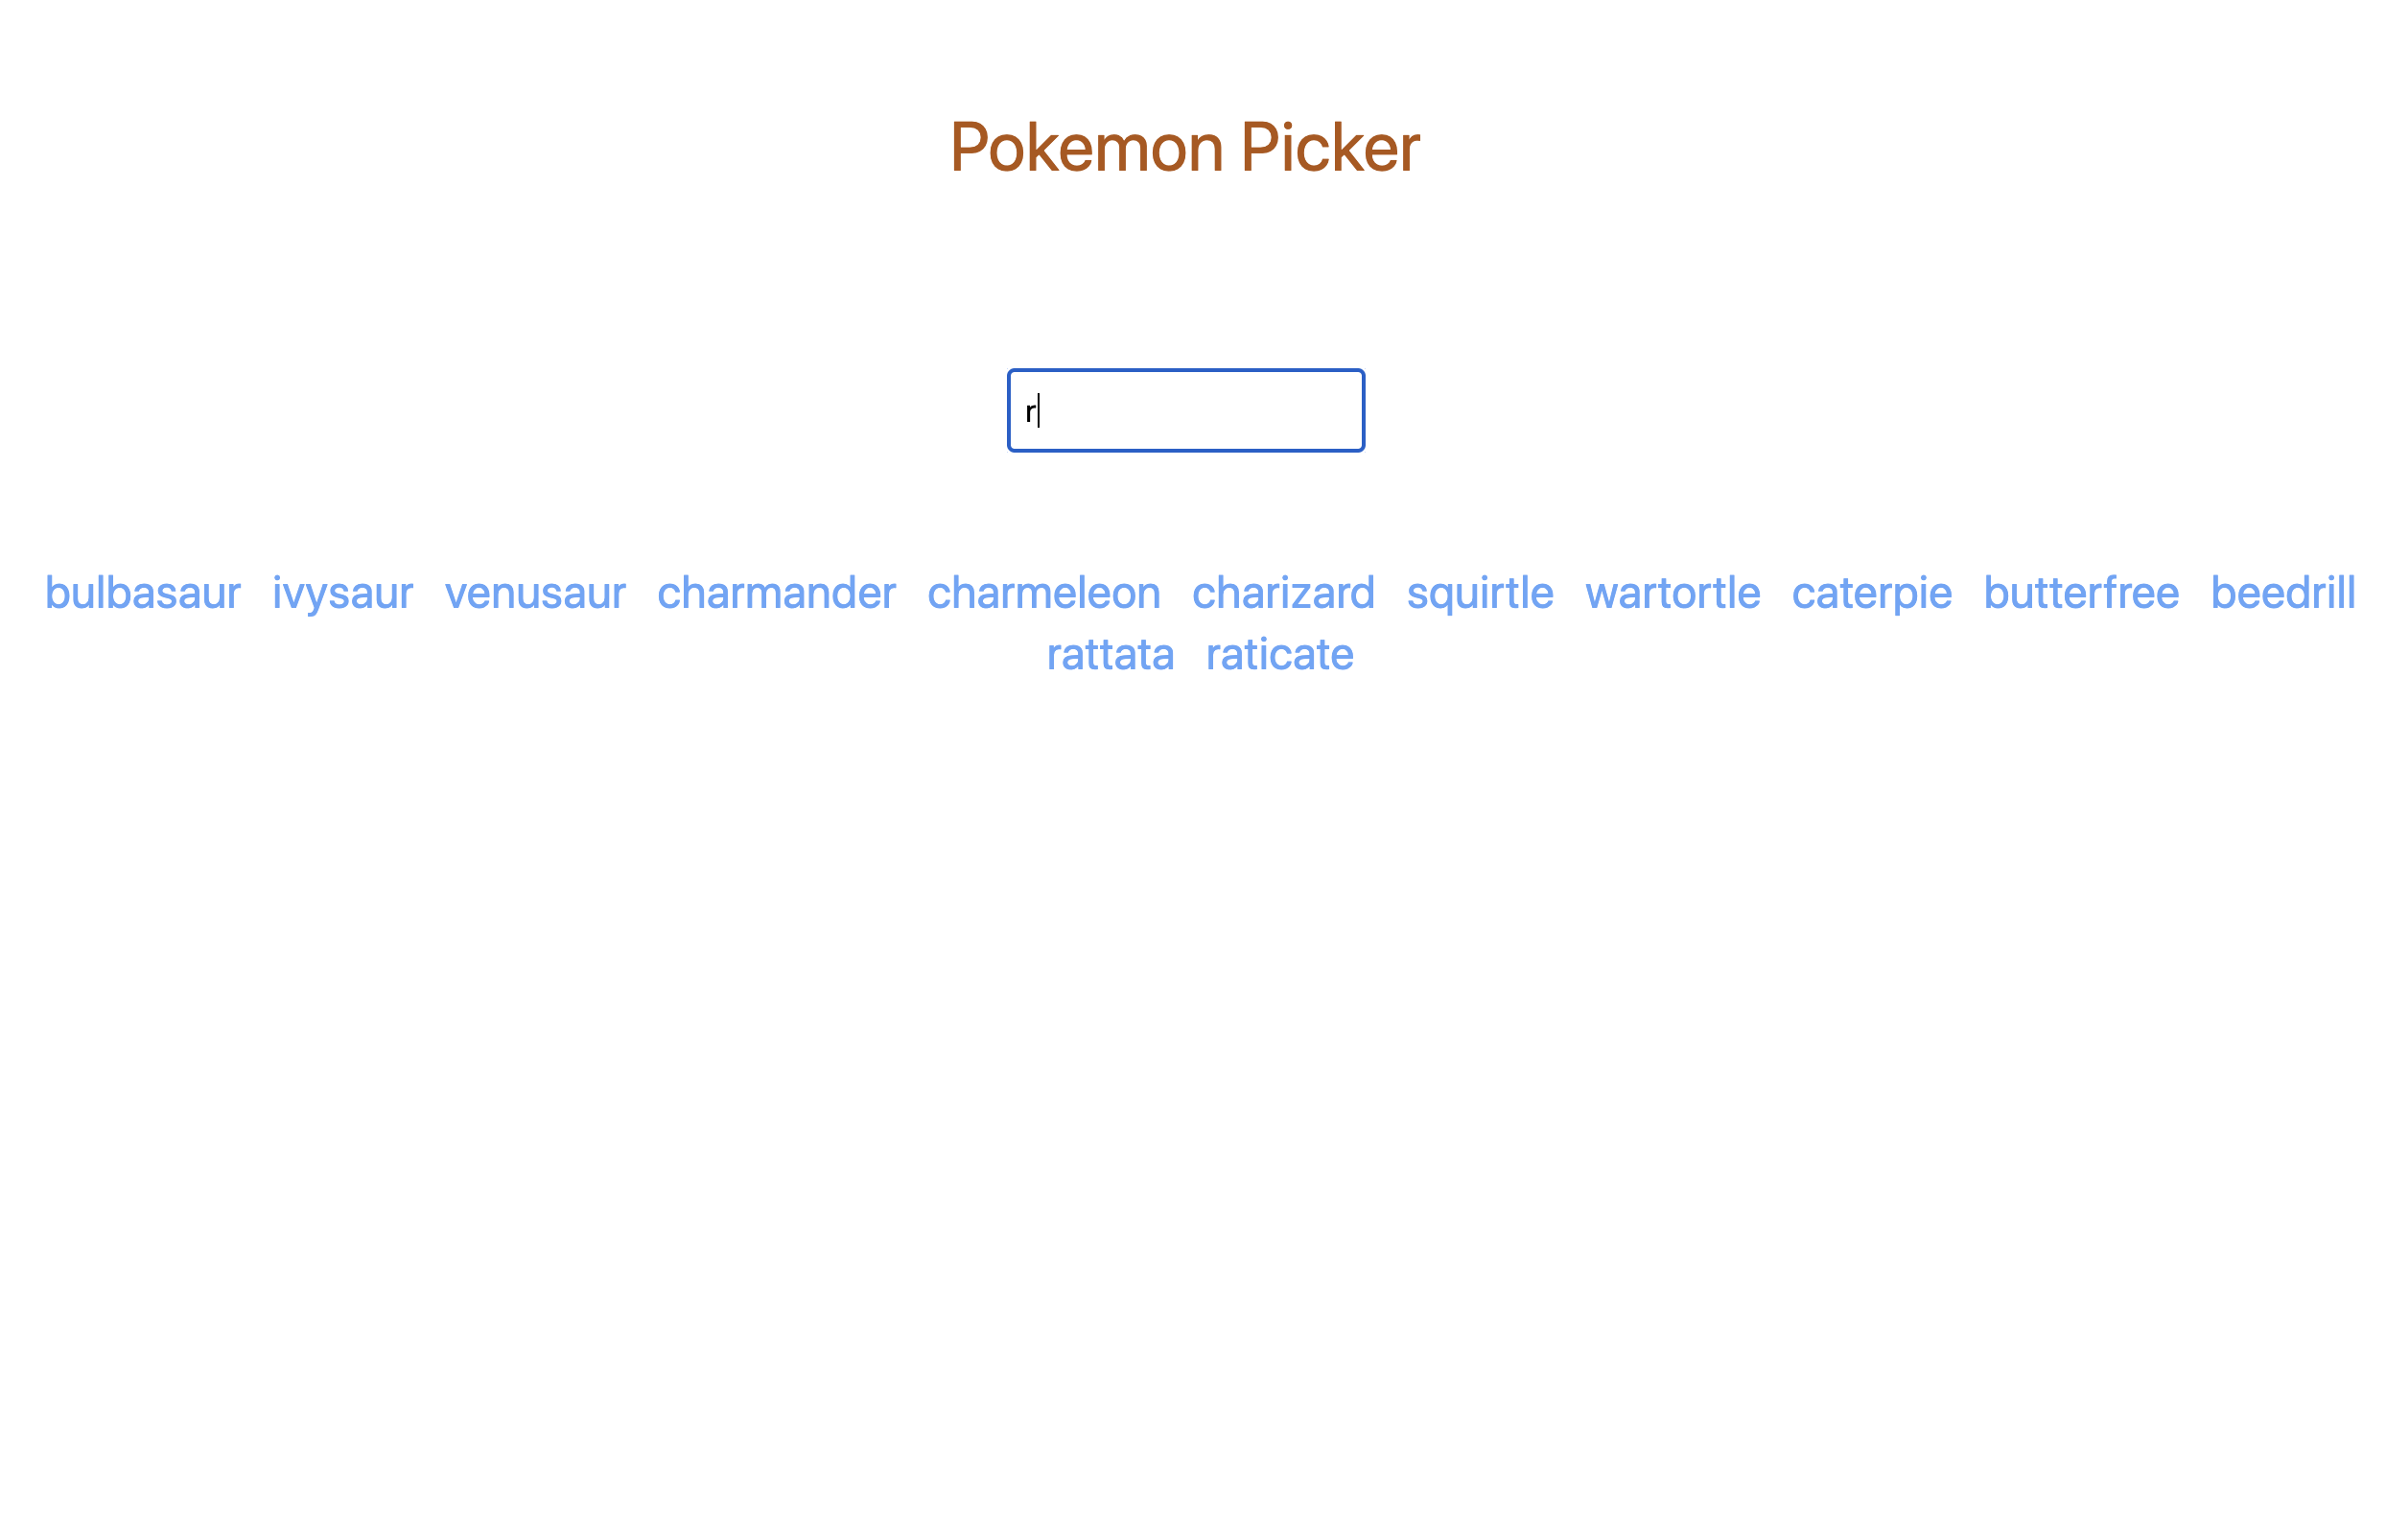 Pokemon Picker
r
bulbasaur ivysaur venusaur charmander charmeleon charizard squirtle wartortle caterpie butterfree beedrill
rattata raticate